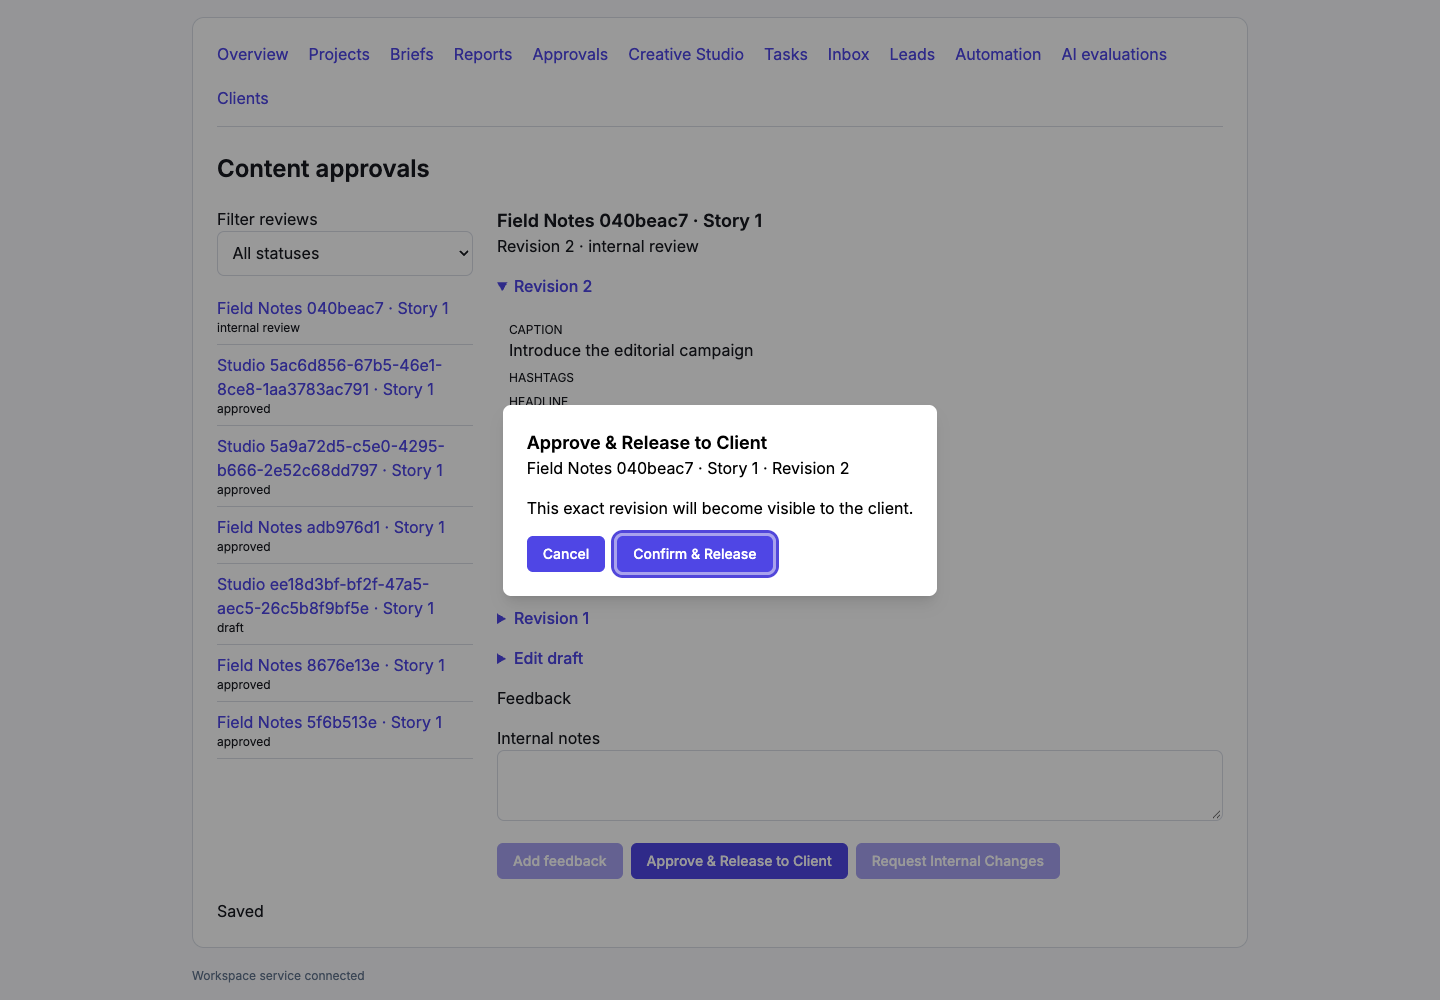 Overview Projects Briefs Reports Approvals Creative Studio Tasks Inbox Leads Automation AI evaluations
Clients
Content approvals
Filter reviews
All statuses
Field Notes 040beac7 · Story 1
internal review
Studio 5ac6d856-67b5-46e1-
8ce8-1aa3783ac791 · Story 1
approved
Studio 5a9a72d5-c5e0-4295-
b666-2e52c68dd797 · Story 1
approved
Field Notes adb976d1 · Story 1
approved
Studio ee18d3bf-bf2f-47a5-
aec5-26c5b8f9bf5e · Story 1
draft
Field Notes 8676e13e · Story 1
approved
Field Notes 5f6b513e · Story 1
approved
Field Notes 040beac7 · Story 1
Revision 2 · internal review
Revision 2
CAPTION
Introduce the editorial campaign
HASHTAGS
HEADLINE
Approve & Release to Client
Field Notes 040beac7 · Story 1 · Revision 2
This exact revision will become visible to the client.
Cancel Confirm & Release
Revision 1
Edit draft
Feedback
Internal notes
Add feedback Approve & Release to Client Request Internal Changes
Saved
Workspace service connected